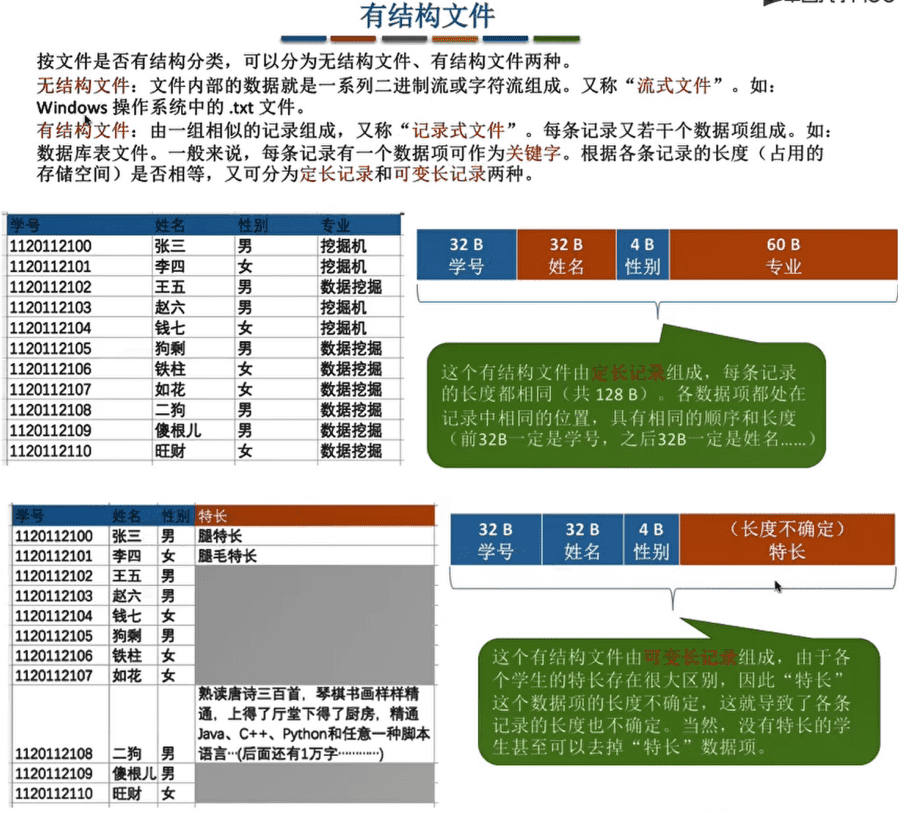 有结构文件
按文件是否有结构分类，可以分为无结构文件、有结构文件两种。
无结构文件：文件内部的数据就是一系列二进制流或字符流组成。又称“流式文件”。如：
Windows 操作系统中的 .txt 文件。
有结构文件：由一组相似的记录组成，又称“记录式文件”。每条记录又若干个数据项组成。如：
数据库表文件。一般来说，每条记录有一个数据项可作为关键字。根据各条记录的长度（占用的
存储空间）是否相等，又可分为定长记录和可变长记录两种。
学号 姓名 性别 专业
1120112100 张三 男 挖掘机
1120112101 李四 女 挖掘机
1120112102 王五 男 数据挖掘
1120112103 赵六 男 挖掘机
1120112104 钱七 女 挖掘机
1120112105 狗剩 男 数据挖掘
1120112106 铁柱 女 数据挖掘
1120112107 如花 女 数据挖掘
1120112108 二狗 男 数据挖掘
1120112109 傻根儿 男 数据挖掘
1120112110 旺财 女 数据挖掘
32 B 32 B 4 B 60 B
学号 姓名 性别 专业
这个有结构文件由定长记录组成，每条记录
的长度都相同（共 128 B）。各数据项都处在
记录中相同的位置，具有相同的顺序和长度
（前32B一定是学号，之后32B一定是姓名......）
学号 姓名 性别 特长
1120112100 张三 男 腿特长
1120112101 李四 女 腿毛特长
1120112102 王五 男
1120112103 赵六 男
1120112104 钱七 女
1120112105 狗剩 男
1120112106 铁柱 女
1120112107 如花 女
熟读唐诗三百首，琴棋书画样样精
通，上得了厅堂下得了厨房，精通
Java、C++、Python和任意一种脚本
1120112108 二狗 男 语言…(后面还有1万字…………)
1120112109 傻根儿 男
1120112110 旺财 女
32 B 32 B 4 B （长度不确定）
学号 姓名 性别 特长
这个有结构文件由可变长记录组成，由于各
个学生的特长存在很大区别，因此“特长”
这个数据项的长度不确定，这就导致了各条
记录的长度也不确定。当然，没有特长的学
生甚至可以去掉“特长”数据项。